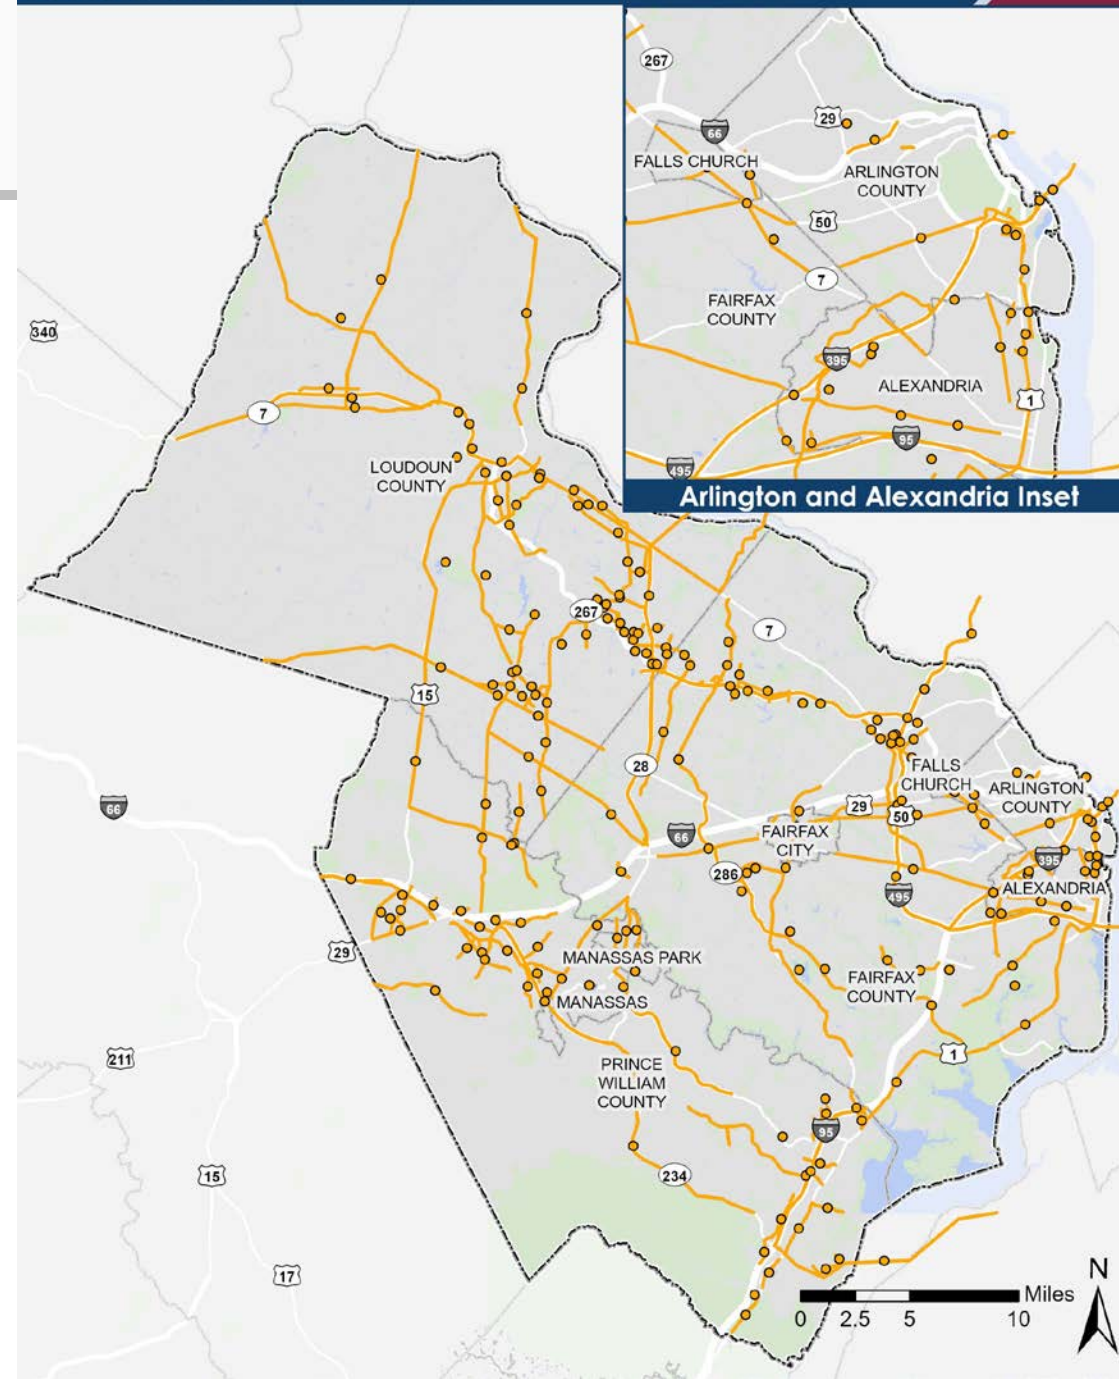 267
66
29
FALLS CHURCH
ARLINGTON
COUNTY
50
7
FAIRFAX
COUNTY
395
ALEXANDRIA
1
95
495
Arlington and Alexandria Inset
340
7
LOUDOUN
COUNTY
267
7
15
28
66
FALLS
CHURCH
ARLINGTON
COUNTY
29
50
66
FAIRFAX
CITY
395
286
495
ALEXANDRIA
29
MANASSAS PARK
MANASSAS
FAIRFAX
COUNTY
211
1
PRINCE
WILLIAM
COUNTY
95
15
234
17
N
Miles
0 2.5 5 10